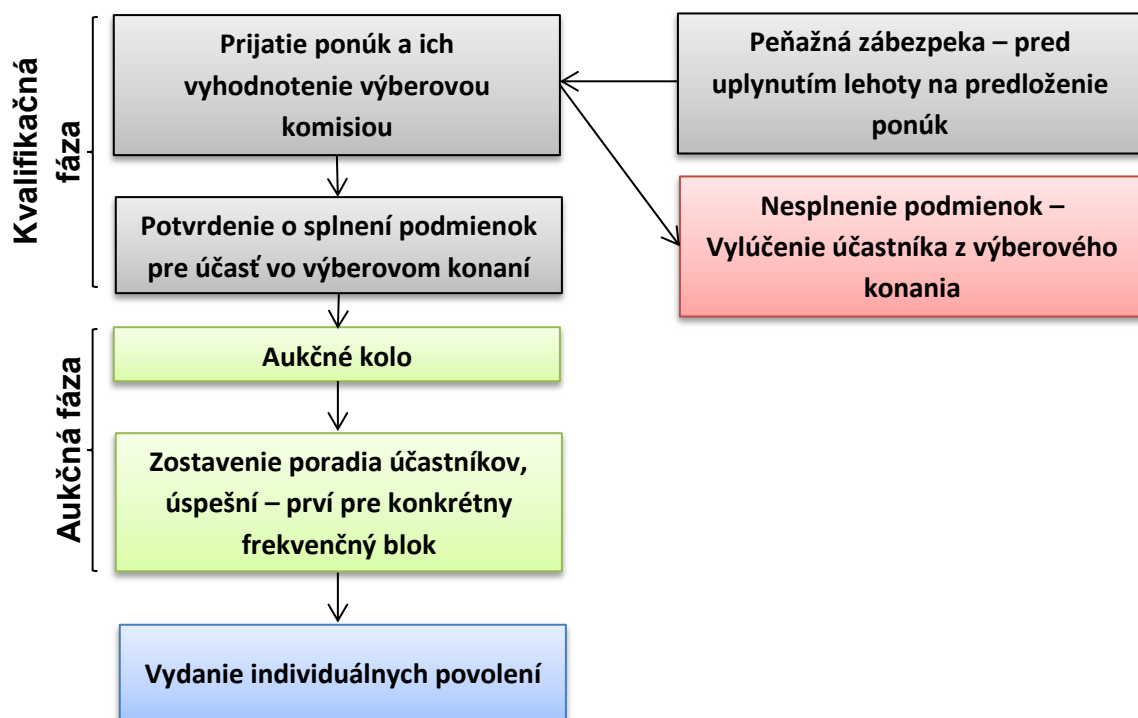 Kvalifikačná
fáza
Prijatie ponúk a ich
vyhodnotenie výberovou
komisiou
Peňažná zábezpeka – pred
uplynutím lehoty na predloženie
ponúk
Potvrdenie o splnení podmienok
pre účasť vo výberovom konaní
Nesplnenie podmienok –
Vylúčenie účastníka z výberového
konania
Aukčná fáza
Aukčné kolo
Zostavenie poradia účastníkov,
úspešní – prví pre konkrétny
frekvenčný blok
Vydanie individuálnych povolení